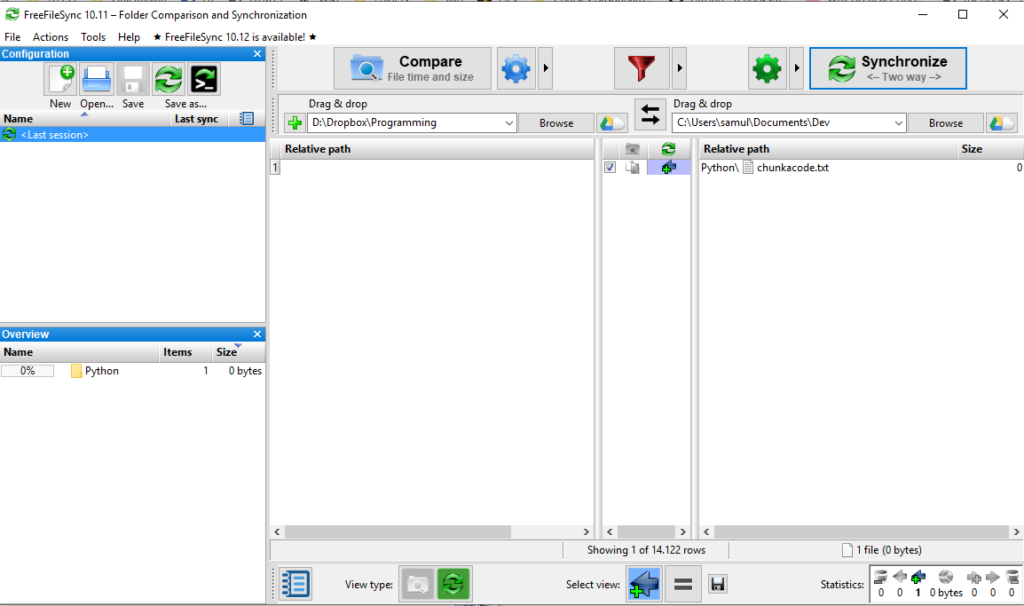 FreeFileSync 10.11 – Folder Comparison and Synchronization
File Actions Tools Help ★ FreeFileSync 10.12 is available! ★
Configuration
New Open... Save Save as...
Name Last sync
<Last session>
Overview
Name Items Size
0% Python 1 0 bytes
Compare
File time and size
Synchronize
<– Two way –>
Drag & drop
D:\Dropbox\Programming Browse
Drag & drop
C:\Users\samul\Documents\Dev Browse
Relative path
1
Relative path Size
Python\ chunkacode.txt 0
Showing 1 of 14.122 rows
1 file (0 bytes)
View type:
Select view:
Statistics:
0 0 1 0 bytes 0 0 0